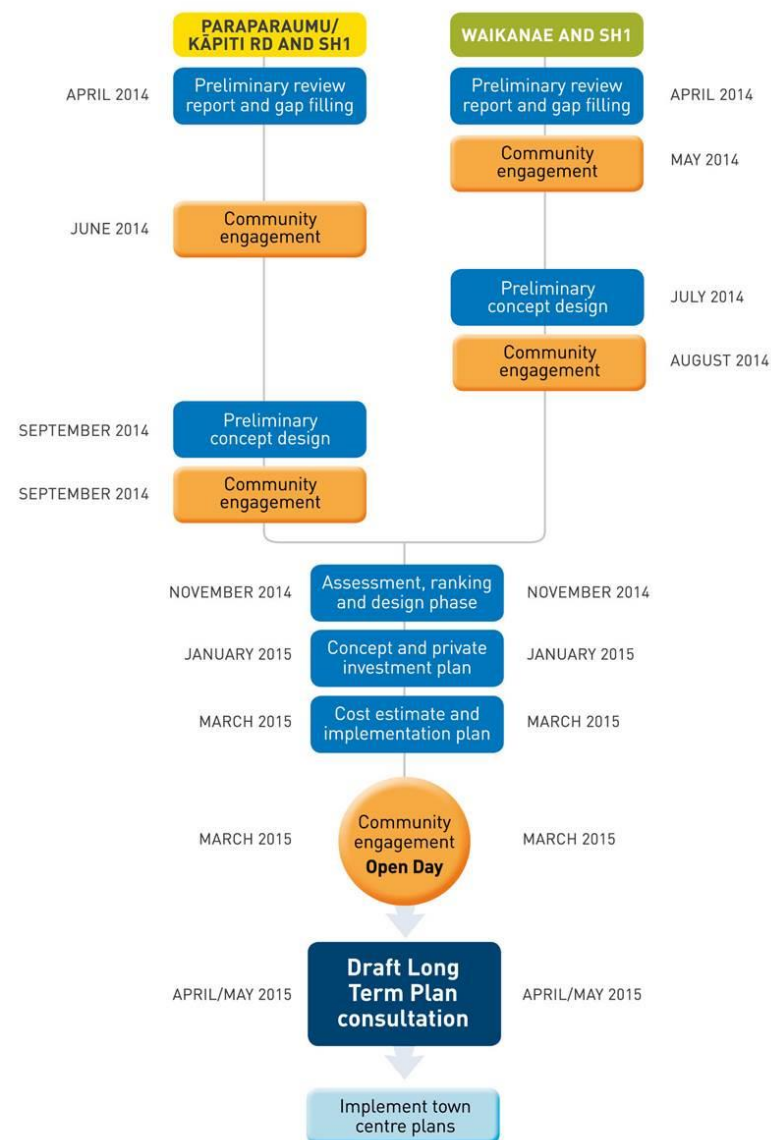 PARAPARAUMU/
KĀPITI RD AND SH1
WAIKANAE AND SH1
APRIL 2014
Preliminary review
report and gap filling
Preliminary review
report and gap filling
APRIL 2014
Community
engagement
MAY 2014
JUNE 2014
Community
engagement
Preliminary
concept design
JULY 2014
Community
engagement
AUGUST 2014
SEPTEMBER 2014
Preliminary
concept design
SEPTEMBER 2014
Community
engagement
NOVEMBER 2014
Assessment, ranking
and design phase
NOVEMBER 2014
JANUARY 2015
Concept and private
investment plan
JANUARY 2015
MARCH 2015
Cost estimate and
implementation plan
MARCH 2015
MARCH 2015
Community
engagement
Open Day
MARCH 2015
APRIL/MAY 2015
Draft Long
Term Plan
consultation
APRIL/MAY 2015
Implement town
centre plans